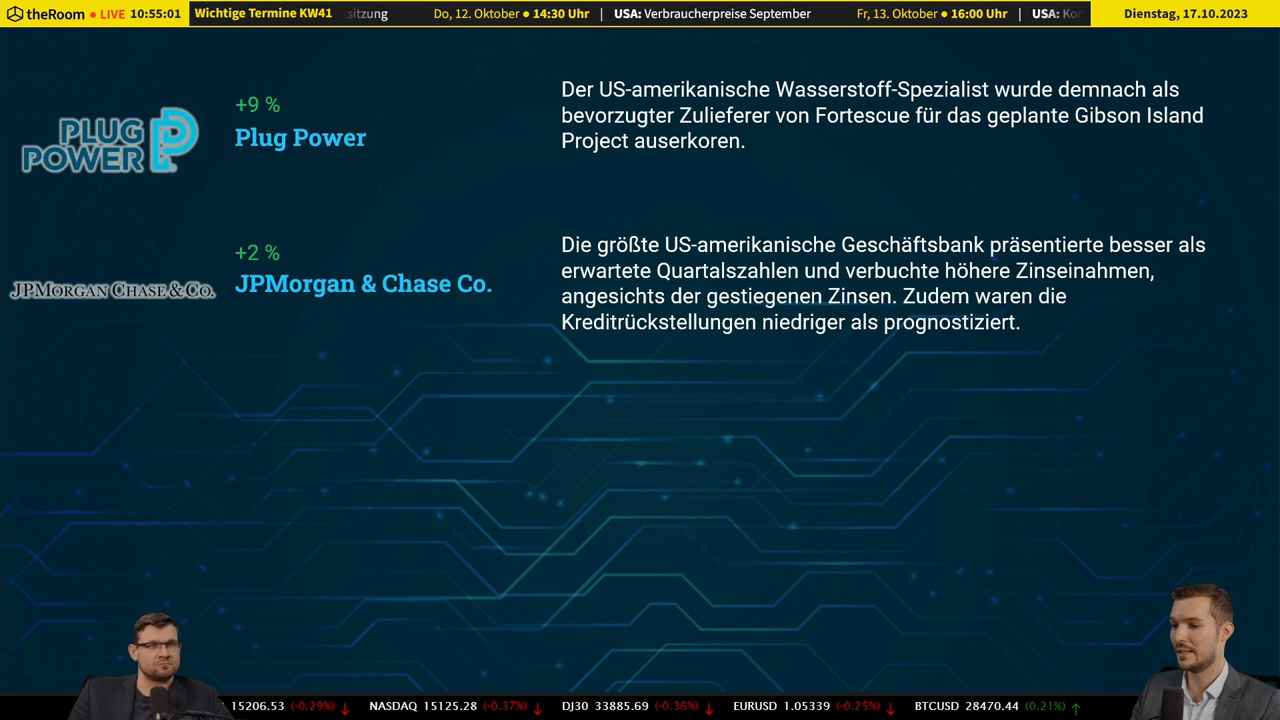 theRoom ● LIVE 10:55:01
Wichtige Termine KW41
Do, 12. Oktober ● 14:30 Uhr | USA: Verbraucherpreise September
Fr, 13. Oktober ● 16:00 Uhr | USA:
Dienstag, 17.10.2023
PLUG
POWER
+9 %
Plug Power
Der US-amerikanische Wasserstoff-Spezialist wurde demnach als
bevorzugter Zulieferer von Fortescue für das geplante Gibson Island
Project auserkoren.
JPMORGAN CHASE & CO.
+2 %
JPMorgan & Chase Co.
Die größte US-amerikanische Geschäftsbank präsentierte besser als
erwartete Quartalszahlen und verbuchte höhere Zinseinahmen,
angesichts der gestiegenen Zinsen. Zudem waren die
Kreditrückstellungen niedriger als prognostiziert.
15206.53 (-0.29%) ↓ NASDAQ 15125.28 (-0.37%) ↓ DJ30 33885.69 (-0.36%) ↓ EURUSD 1.05339 (-0.25%) ↓ BTCUSD 28470.44 (0.21%) ↑